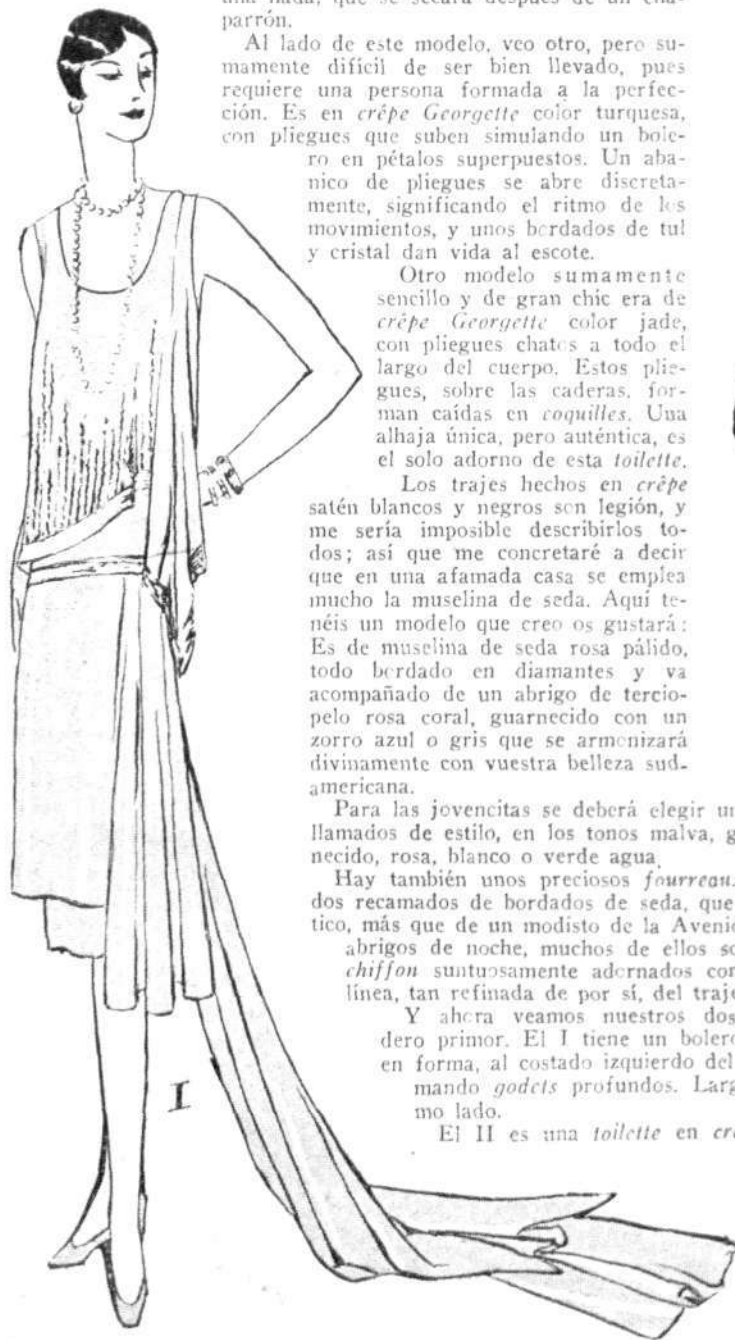 parrón.
Al lado de este modelo, veo otro, pero su-
mamente difícil de ser bien llevado, pues
requiere una persona formada a la perfec-
ción. Es en crêpe Georgette color turquesa,
con pliegues que suben simulando un bole-
ro en pétalos superpuestos. Un aba-
nico de pliegues se abre discreta-
mente, significando el ritmo de los
movimientos, y unos bordados de tul
y cristal dan vida al escote.
Otro modelo sumamente
sencillo y de gran chic era de
crêpe Georgette color jade,
con pliegues chatos a todo el
largo del cuerpo. Estos plie-
gues, sobre las caderas, for-
man caídas en coquilles. Una
alhaja única, pero auténtica, es
el solo adorno de esta toilette.
Los trajes hechos en crêpe
satén blancos y negros son legión, y
me sería imposible describirlos to-
dos; así que me concretaré a decir
que en una afamada casa se emplea
mucho la muselina de seda. Aquí te-
néis un modelo que creo os gustará:
Es de muselina de seda rosa pálido,
todo bordado en diamantes y va
acompañado de un abrigo de tercio-
pelo rosa coral, guarnecido con un
zorro azul o gris que se armonizará
divinamente con vuestra belleza sud-
americana.
Para las jovencitas se deberá elegir un
llamados de estilo, en los tonos malva, g
necido, rosa, blanco o verde agua.
Hay también unos preciosos fourreau
dos recamados de bordados de seda, que
tico, más que de un modisto de la Avenid
abrigos de noche, muchos de ellos so
chiffon suntuosamente adornados con
línea, tan refinada de por sí, del traje
Y ahora veamos nuestros dos
dero primor. El I tiene un bolero
en forma, al costado izquierdo del
mando godets profundos. Larg
mo lado.
El II es una toilette en cre
I